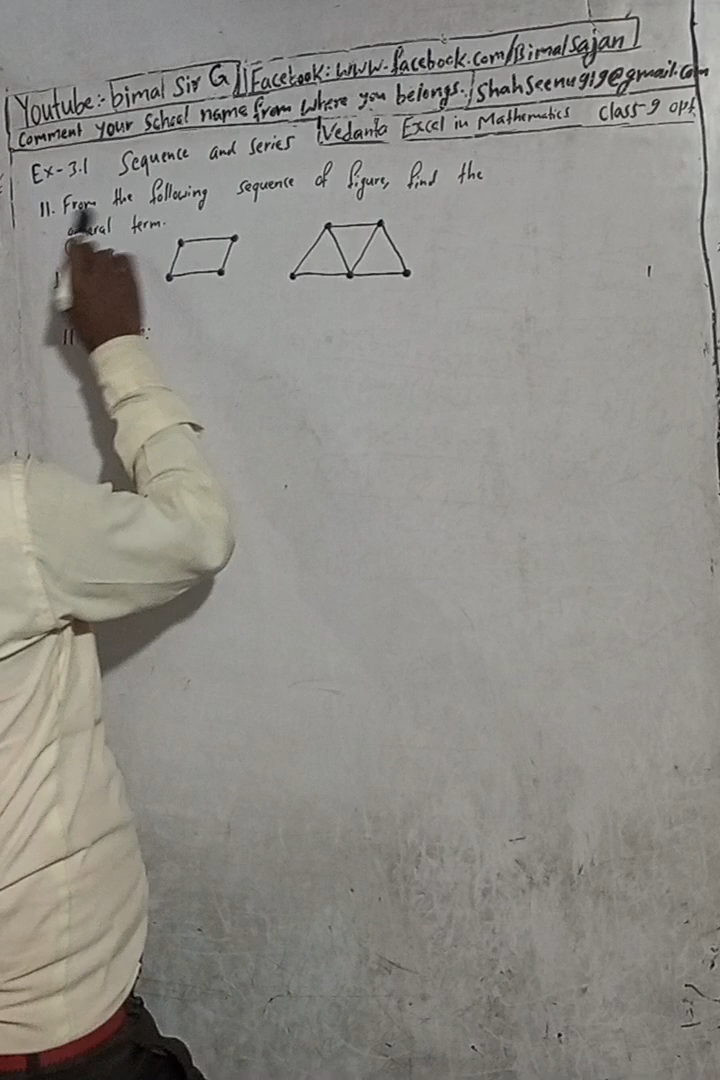 Youtube:- bimal Sir G || Facebook: www.facebook.com/BimalSajan
Comment your School name from where you belongs. / Shahseenu919@gmail.com
Ex-3.1 Sequence and series Vedanta Excel in Mathematics Class-9 opt
11. From the following sequence of figure, find the
term.